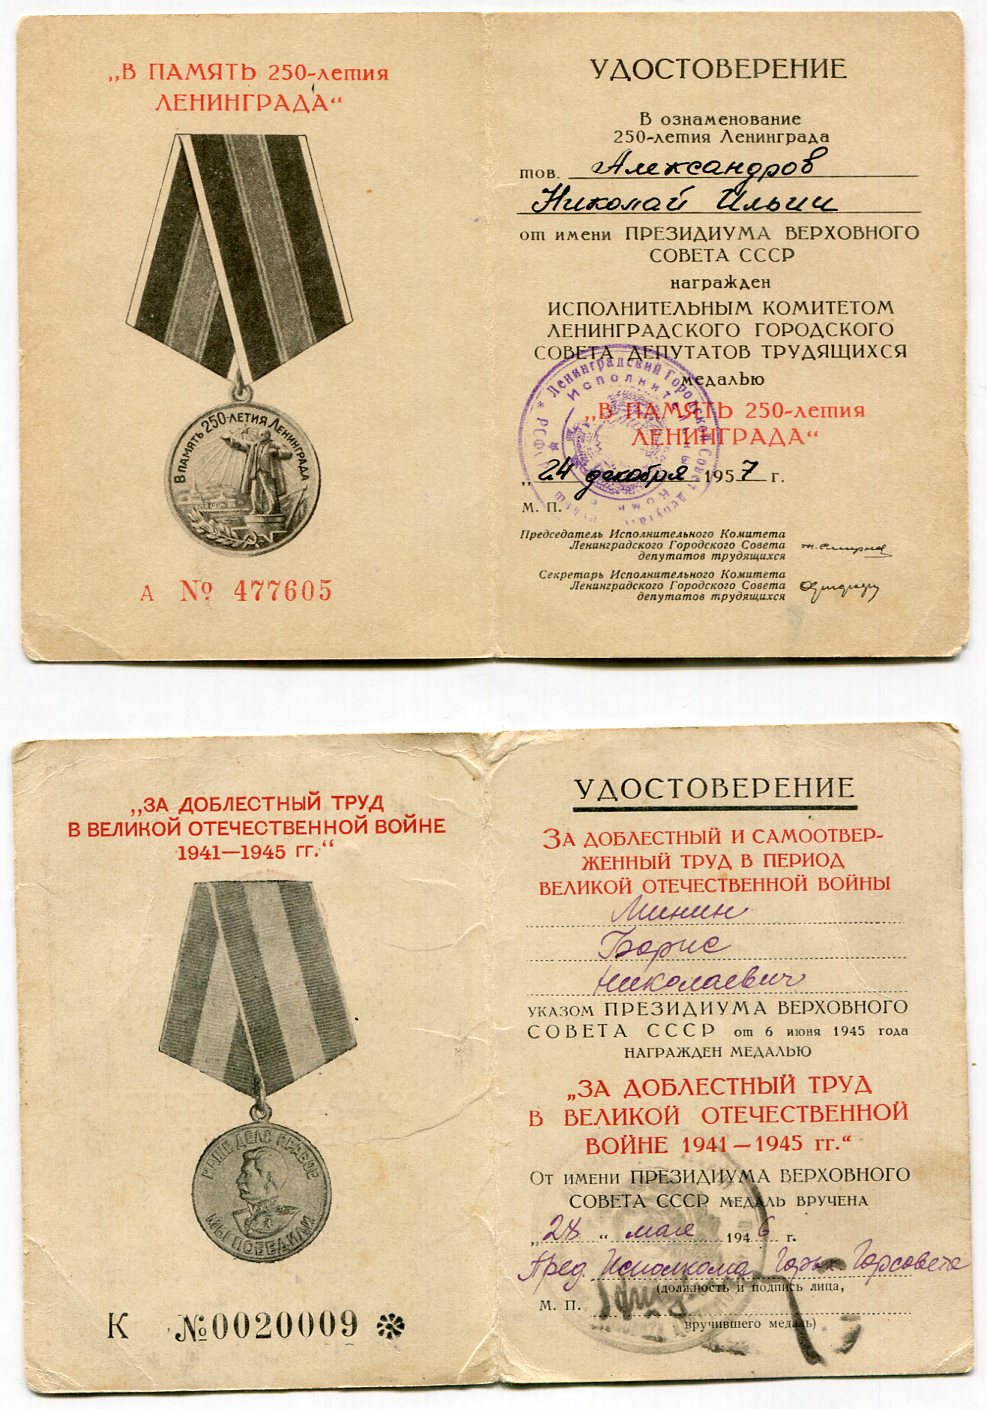 „В ПАМЯТЬ 250-летия
ЛЕНИНГРАДА“
В ПАМЯТЬ 250-ЛЕТИЯ ЛЕНИНГРАДА
А № 477605
УДОСТОВЕРЕНИЕ
В ознаменование
250-летия Ленинграда
тов. Александров
Николай Ильич
от имени ПРЕЗИДИУМА ВЕРХОВНОГО
СОВЕТА СССР
награжден
ИСПОЛНИТЕЛЬНЫМ КОМИТЕТОМ
ЛЕНИНГРАДСКОГО ГОРОДСКОГО
СОВЕТА ДЕПУТАТОВ ТРУДЯЩИХСЯ
медалью
„В ПАМЯТЬ 250-летия
ЛЕНИНГРАДА“
„24 декабря 1957 г.
М. П.
Председатель Исполнительного Комитета
Ленинградского Городского Совета
депутатов трудящихся
Секретарь Исполнительного Комитета
Ленинградского Городского Совета
депутатов трудящихся
„ЗА ДОБЛЕСТНЫЙ ТРУД
В ВЕЛИКОЙ ОТЕЧЕСТВЕННОЙ ВОЙНЕ
1941—1945 гг.“
НАШЕ ДЕЛО ПРАВОЕ
МЫ ПОБЕДИЛИ
К №0020009
УДОСТОВЕРЕНИЕ
ЗА ДОБЛЕСТНЫЙ И САМООТВЕР-
ЖЕННЫЙ ТРУД В ПЕРИОД
ВЕЛИКОЙ ОТЕЧЕСТВЕННОЙ ВОЙНЫ
Минин
Борис
Николаевич
указом ПРЕЗИДИУМА ВЕРХОВНОГО
СОВЕТА СССР от 6 июня 1945 года
НАГРАЖДЕН МЕДАЛЬЮ
„ЗА ДОБЛЕСТНЫЙ ТРУД
В ВЕЛИКОЙ ОТЕЧЕСТВЕННОЙ
ВОЙНЕ 1941—1945 гг.“
От имени ПРЕЗИДИУМА ВЕРХОВНОГО
СОВЕТА СССР МЕДАЛЬ ВРУЧЕНА
„28“ мая 1946 г.
Пред. Исполкома Горьк. Горсовета
(должность и подпись лица,
М. П.
вручившего медаль)